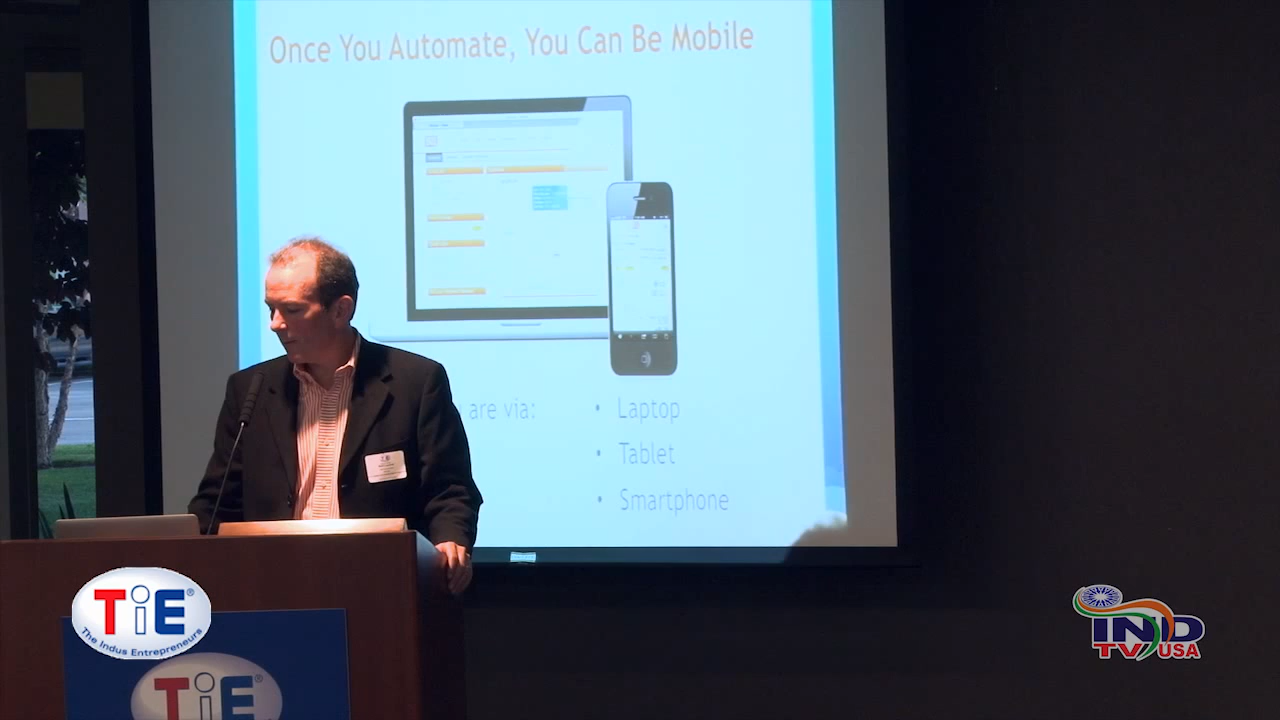 Once You Automate, You Can Be Mobile
are via:
• Laptop
• Tablet
• Smartphone
TiE®
The Indus Entrepreneurs
TiE®
IND
TV USA